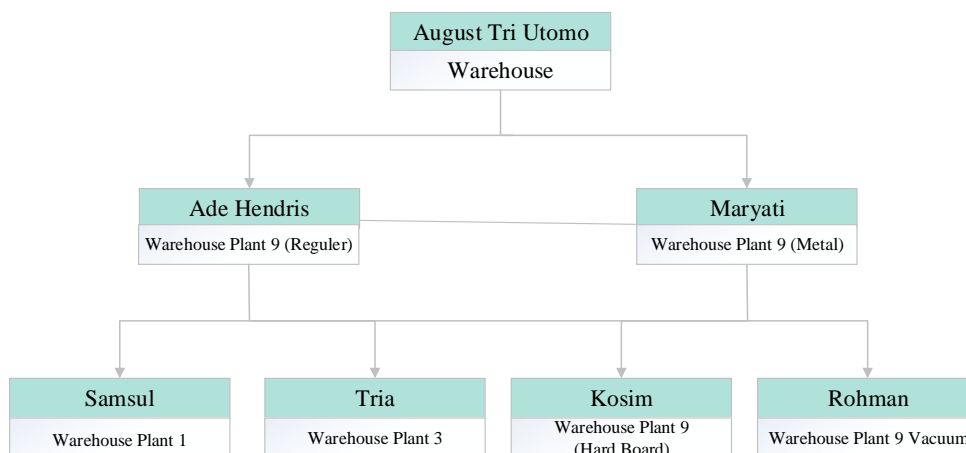 August Tri Utomo
Warehouse
Ade Hendris
Warehouse Plant 9 (Reguler)
Maryati
Warehouse Plant 9 (Metal)
Samsul
Warehouse Plant 1
Tria
Warehouse Plant 3
Kosim
Warehouse Plant 9
(Hard Board)
Rohman
Warehouse Plant 9 Vacuum